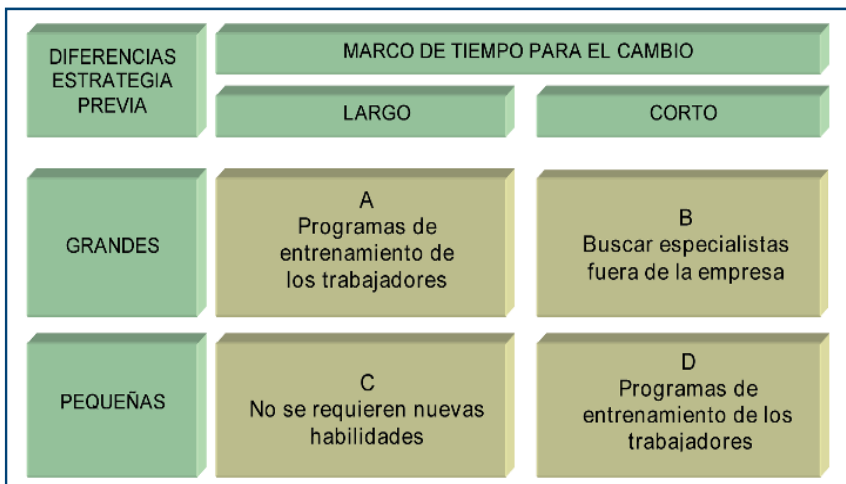 DIFERENCIAS
ESTRATEGIA
PREVIA
MARCO DE TIEMPO PARA EL CAMBIO
LARGO
CORTO
GRANDES
A
Programas de
entrenamiento de
los trabajadores
B
Buscar especialistas
fuera de la empresa
PEQUEÑAS
C
No se requieren nuevas
habilidades
D
Programas de
entrenamiento de los
trabajadores